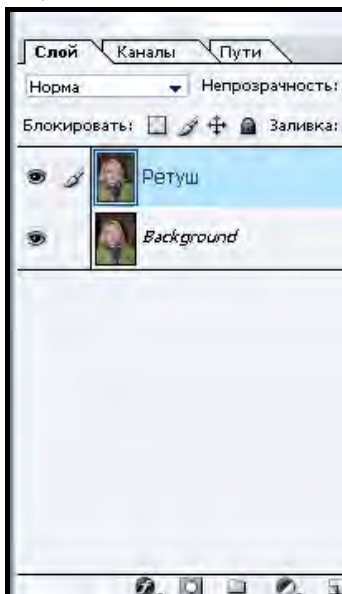 Слой Каналы Пути
Норма Непрозрачность:
Блокировать: Заливка:
Ретуш
Background